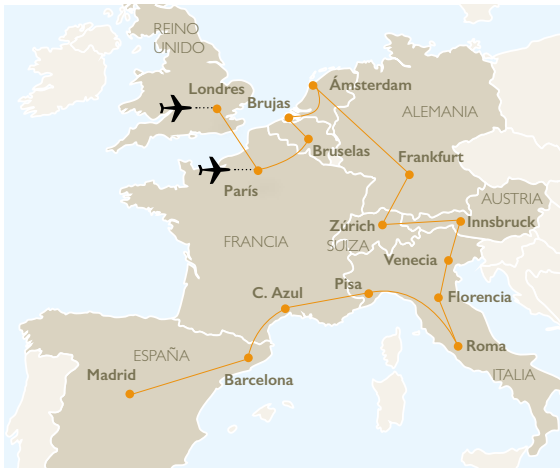 REINO
UNIDO
Londres
Ámsterdam
Brujas
ALEMANIA
Bruselas
Frankfurt
París
AUSTRIA
Zúrich
Innsbruck
FRANCIA
SUIZA
Venecia
Pisa
C. Azul
Florencia
Roma
ESPAÑA
Madrid
Barcelona
ITALIA